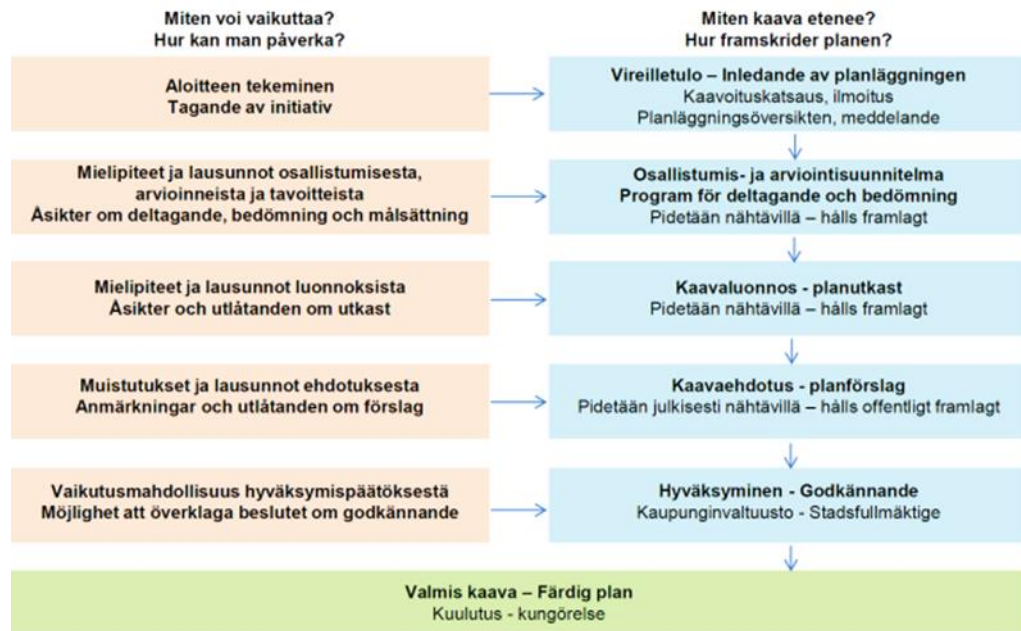 Miten voi vaikuttaa?
Hur kan man påverka?
Miten kaava etenee?
Hur framskrider planen?
Aloitteen tekeminen
Tagande av initiativ
Vireilletulo – Inledande av planläggningen
Kaavoituskatsaus, ilmoitus
Planläggningsöversikten, meddelande
Mielipiteet ja lausunnot osallistumisesta,
arvioinneista ja tavoitteista
Åsikter om deltagande, bedömning och målsättning
Osallistumis- ja arviointisuunnitelma
Program för deltagande och bedömning
Pidetään nähtävillä – hålls framlagt
Mielipiteet ja lausunnot luonnoksista
Åsikter och utlåtanden om utkast
Kaavaluonnos - planutkast
Pidetään nähtävillä – hålls framlagt
Muistutukset ja lausunnot ehdotuksesta
Anmärkningar och utlåtanden om förslag
Kaavaehdotus - planförslag
Pidetään julkisesti nähtävillä – hålls offentligt framlagt
Vaikutusmahdollisuus hyväksymispäätöksestä
Möjlighet att överklaga beslutet om godkännande
Hyväksyminen - Godkännande
Kaupunginvaltuusto - Stadsfullmäktige
Valmis kaava – Färdig plan
Kuulutus - kungörelse